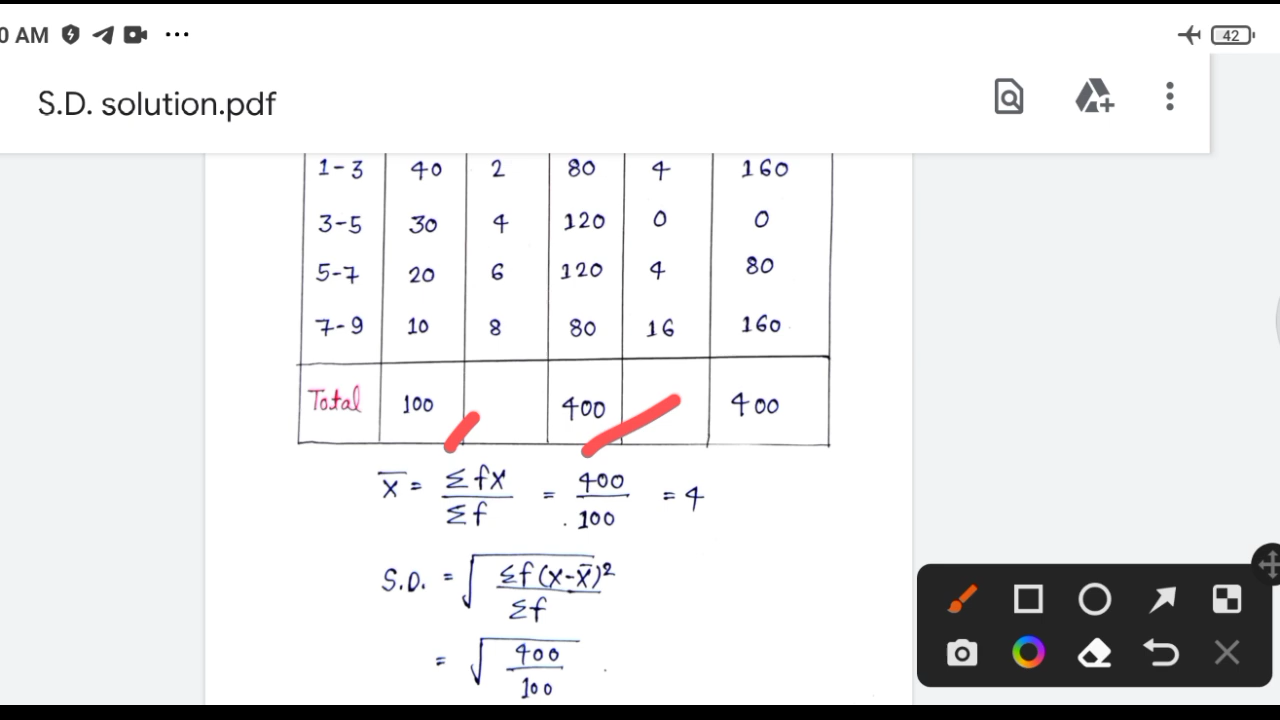 0 AM ...
42
S.D. solution.pdf
1-3 40 2 80 4 160
3-5 30 4 120 0 0
5-7 20 6 120 4 80
7-9 10 8 80 16 160
Total 100 400 400
X̅ = Σfx/Σf = 400/100 = 4
S.D. = √(Σf(x-x̅)²/Σf)
= √(400/100)